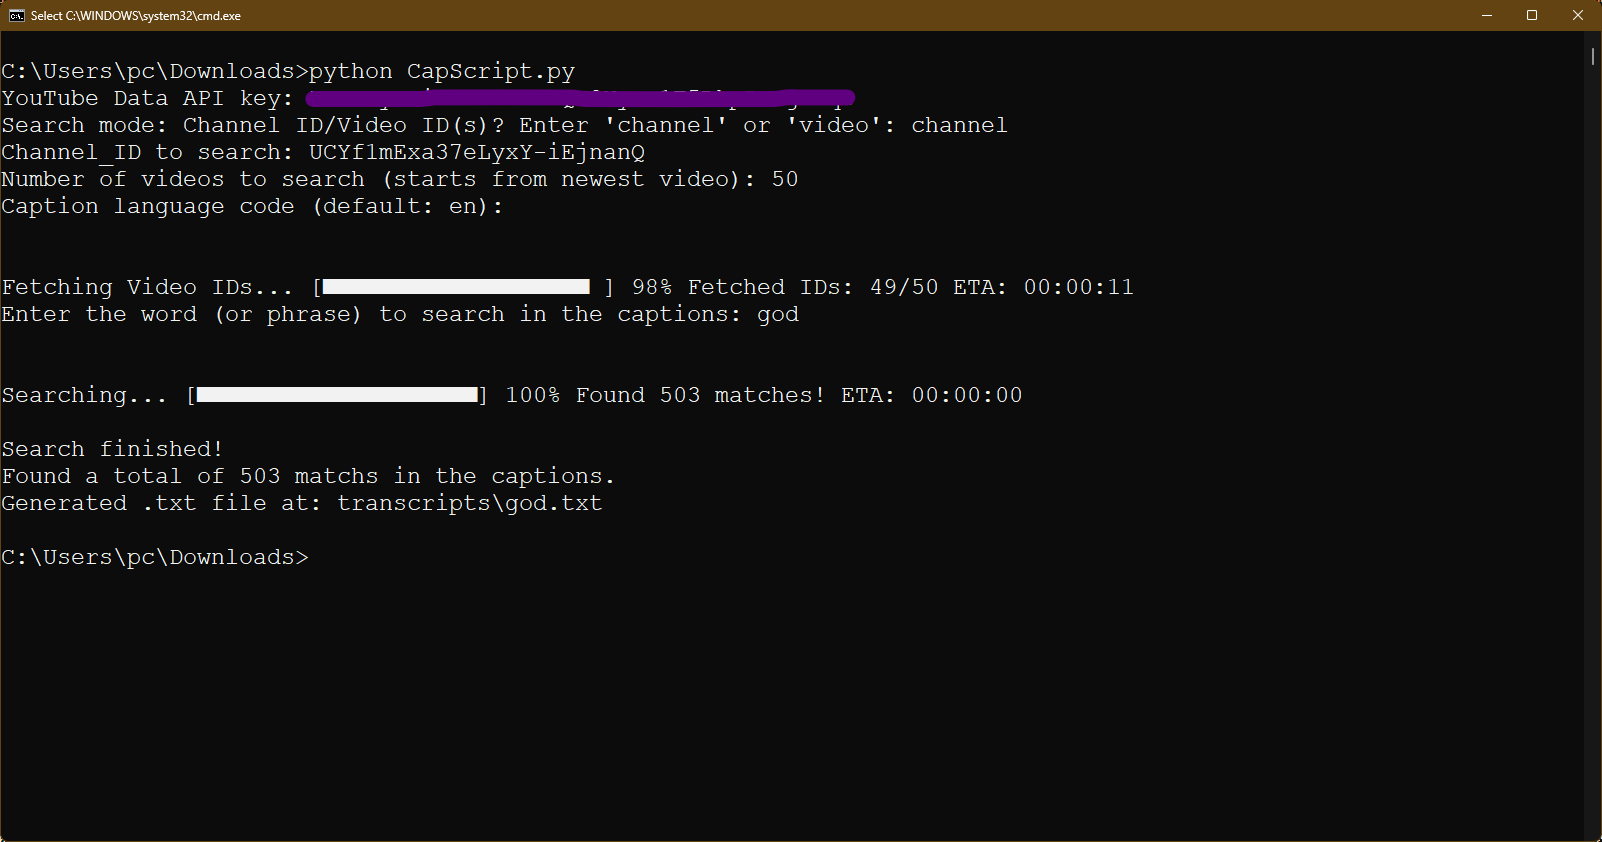 Select C:\WINDOWS\system32\cmd.exe
C:\Users\pc\Downloads>python CapScript.py
YouTube Data API key:
Search mode: Channel ID/Video ID(s)? Enter 'channel' or 'video': channel
Channel_ID to search: UCYf1mExa37eLyxY-iEjnanQ
Number of videos to search (starts from newest video): 50
Caption language code (default: en):
Fetching Video IDs... [ ] 98% Fetched IDs: 49/50 ETA: 00:00:11
Enter the word (or phrase) to search in the captions: god
Searching... [ ] 100% Found 503 matches! ETA: 00:00:00
Search finished!
Found a total of 503 matchs in the captions.
Generated .txt file at: transcripts\god.txt
C:\Users\pc\Downloads>